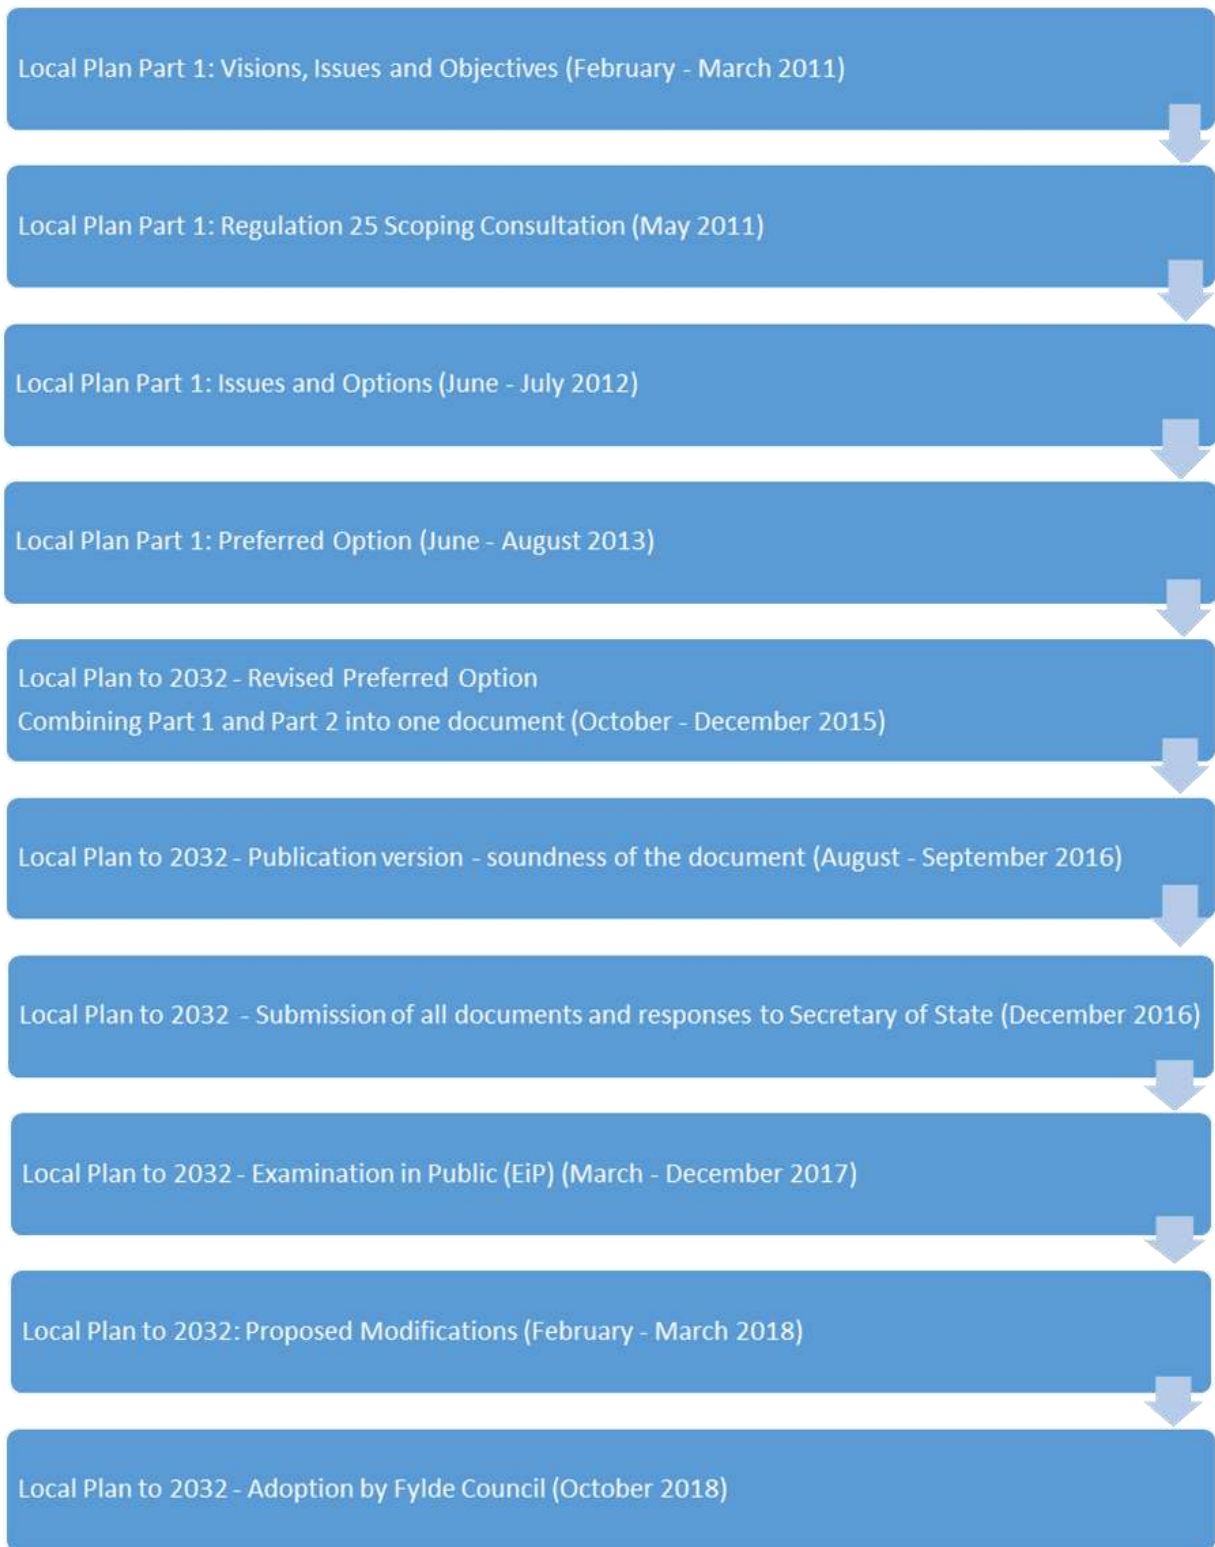 Local Plan Part 1: Visions, Issues and Objectives (February - March 2011)
Local Plan Part 1: Regulation 25 Scoping Consultation (May 2011)
Local Plan Part 1: Issues and Options (June - July 2012)
Local Plan Part 1: Preferred Option (June - August 2013)
Local Plan to 2032 - Revised Preferred Option
Combining Part 1 and Part 2 into one document (October - December 2015)
Local Plan to 2032 - Publication version - soundness of the document (August - September 2016)
Local Plan to 2032 - Submission of all documents and responses to Secretary of State (December 2016)
Local Plan to 2032 - Examination in Public (EiP) (March - December 2017)
Local Plan to 2032: Proposed Modifications (February - March 2018)
Local Plan to 2032 - Adoption by Fylde Council (October 2018)